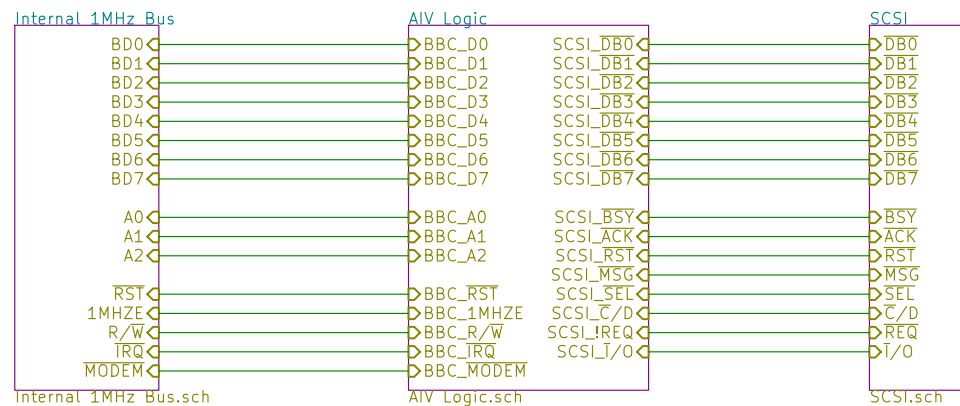 Internal 1MHz Bus AIV Logic SCSI
BD0 BBC_D0 SCSI_DB0 DB0
BD1 BBC_D1 SCSI_DB1 DB1
BD2 BBC_D2 SCSI_DB2 DB2
BD3 BBC_D3 SCSI_DB3 DB3
BD4 BBC_D4 SCSI_DB4 DB4
BD5 BBC_D5 SCSI_DB5 DB5
BD6 BBC_D6 SCSI_DB6 DB6
BD7 BBC_D7 SCSI_DB7 DB7
A0 BBC_A0 SCSI_BSY BSY
A1 BBC_A1 SCSI_ACK ACK
A2 BBC_A2 SCSI_RST RST
SCSI_MSG MSG
RST BBC_RST SCSI_SEL SEL
1MHZE BBC_1MHZE SCSI_C/D C/D
R/W BBC_R/W SCSI_!REQ REQ
IRQ BBC_IRQ SCSI_I/O I/O
MODEM BBC_MODEM
Internal 1MHz Bus.sch AIV Logic.sch SCSI.sch